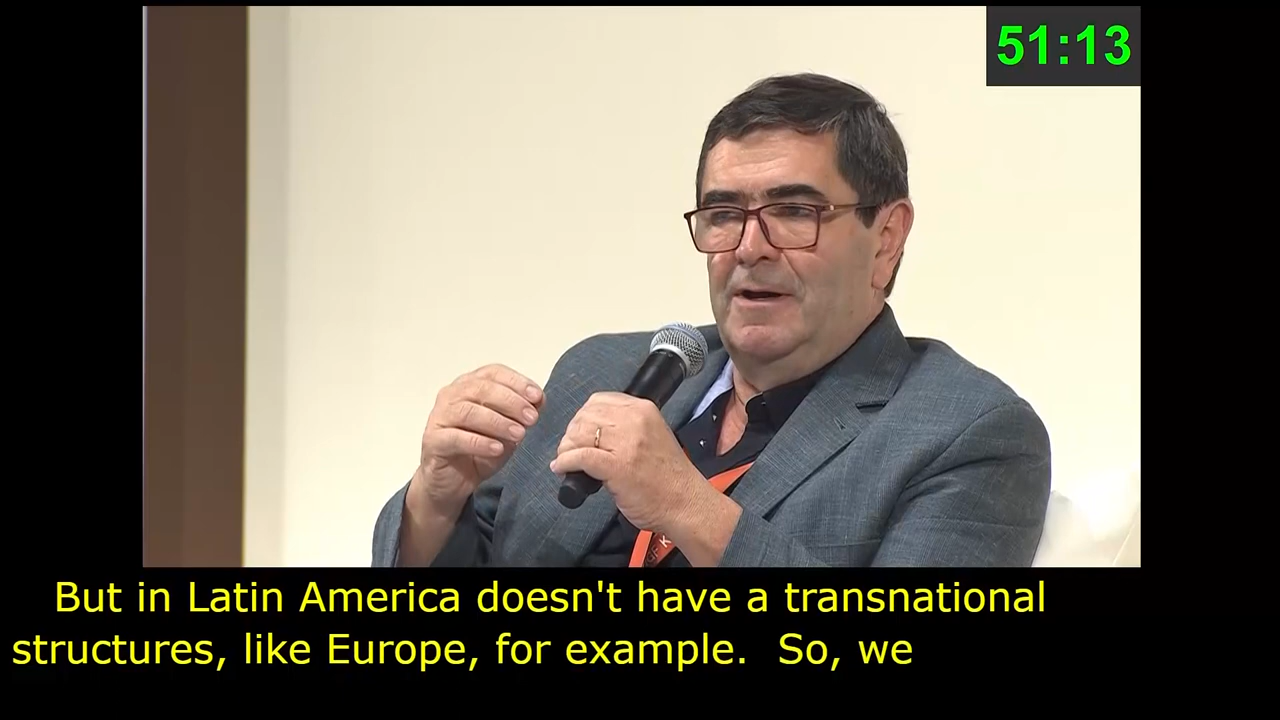 51:13
But in Latin America doesn't have a transnational
structures, like Europe, for example.  So, we